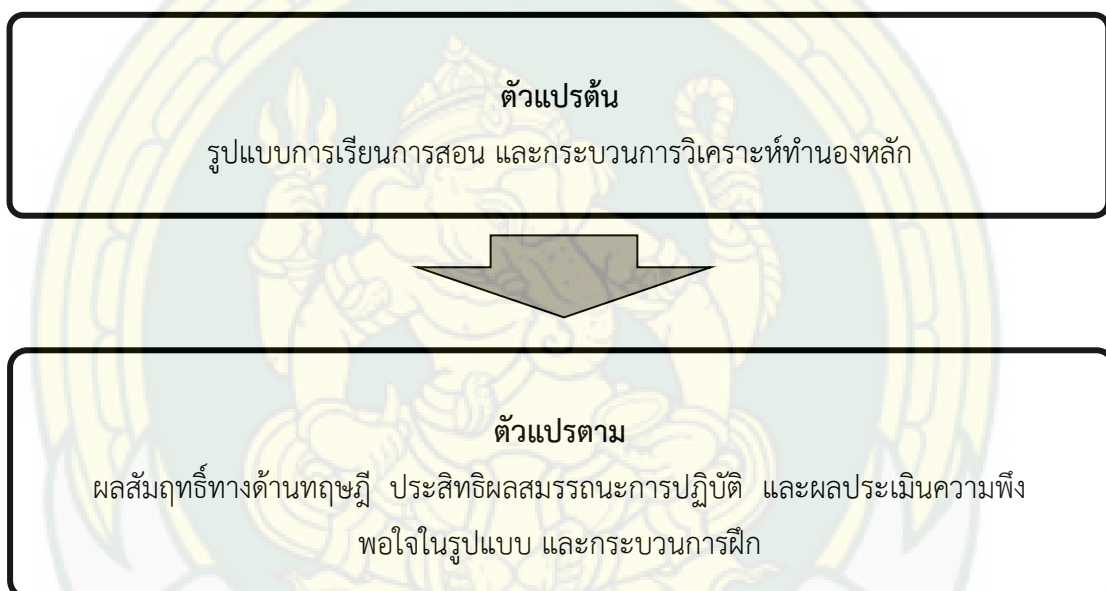 ตัวแปรต้น
รูปแบบการเรียนการสอน และกระบวนการวิเคราะห์ทำนองหลัก
ตัวแปรตาม
ผลสัมฤทธิ์ทางด้านทฤษฎี ประสิทธิผลสมรรถนะการปฏิบัติ และผลประเมินความพึง
พอใจในรูปแบบ และกระบวนการฝึก